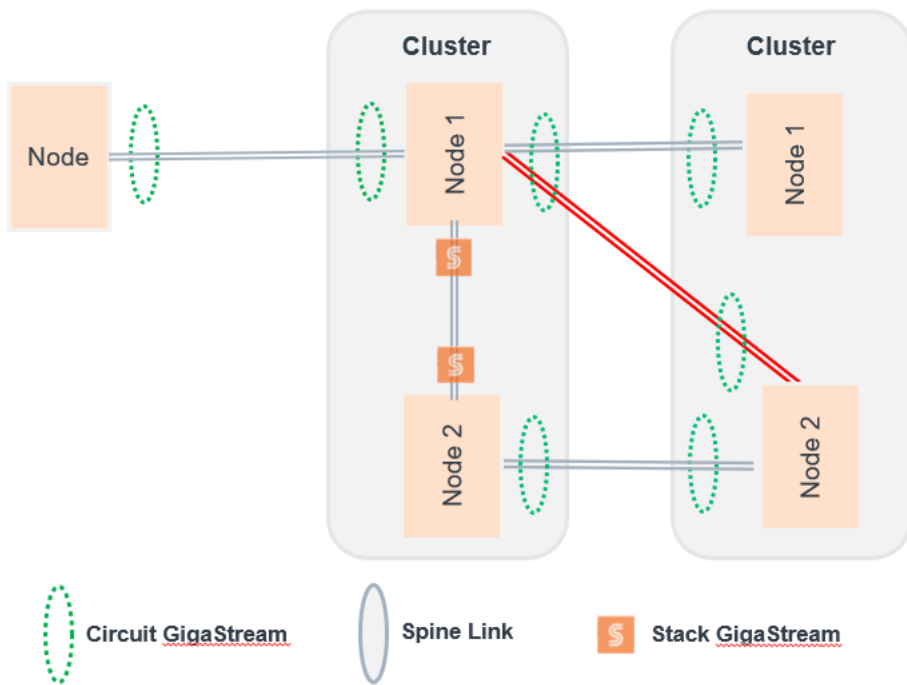 Cluster
Cluster
Node
Node 1
Node 1
S
S
Node 2
Node 2
Circuit GigaStream
Spine Link
S
Stack GigaStream